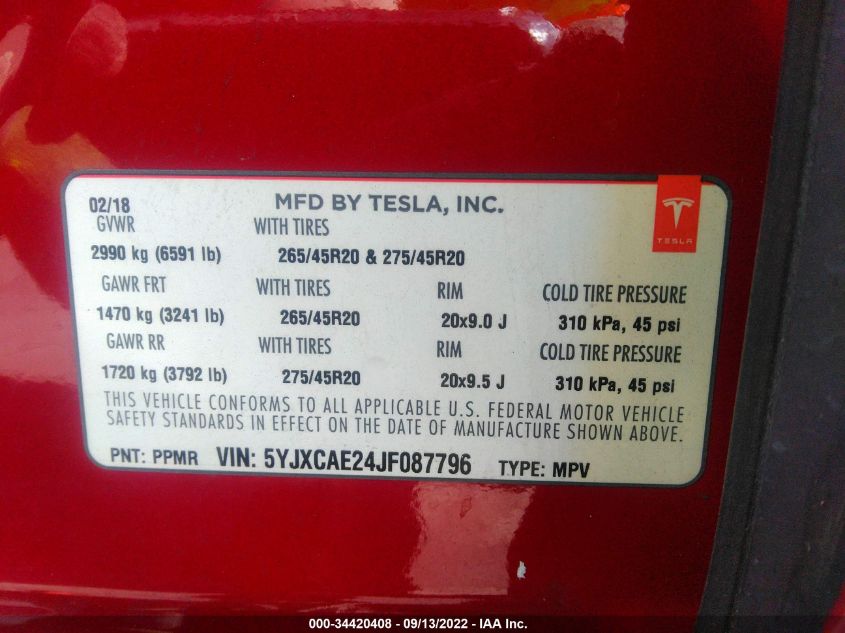 02/18 MFD BY TESLA, INC.
TESLA
GVWR WITH TIRES
2990 kg (6591 lb) 265/45R20 & 275/45R20
GAWR FRT WITH TIRES RIM COLD TIRE PRESSURE
1470 kg (3241 lb) 265/45R20 20x9.0 J 310 kPa, 45 psi
GAWR RR WITH TIRES RIM COLD TIRE PRESSURE
1720 kg (3792 lb) 275/45R20 20x9.5 J 310 kPa, 45 psi
THIS VEHICLE CONFORMS TO ALL APPLICABLE U.S. FEDERAL MOTOR VEHICLE
SAFETY STANDARDS IN EFFECT ON THE DATE OF MANUFACTURE SHOWN ABOVE.
PNT: PPMR VIN: 5YJXCAE24JF087796 TYPE: MPV
000-34420408 - 09/13/2022 - IAA Inc.